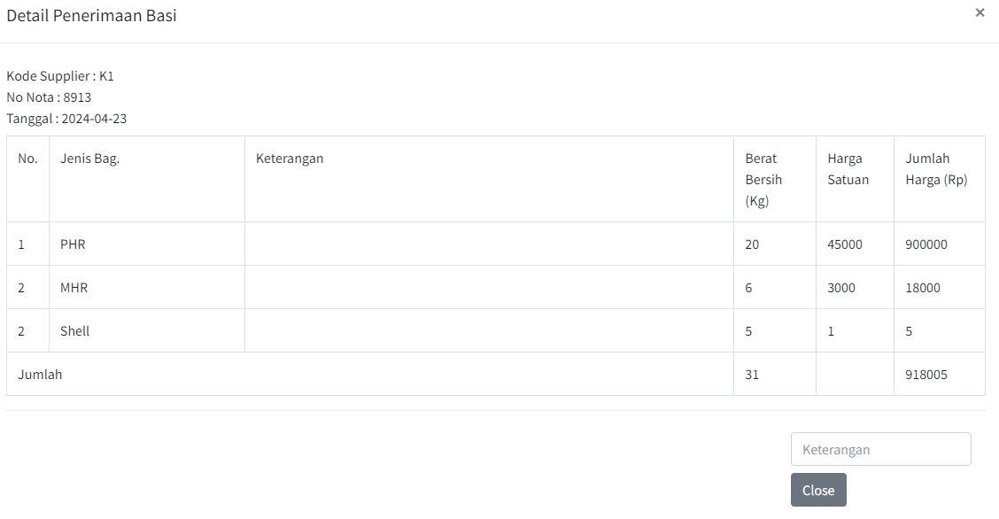 Detail Penerimaan Basi
×
Kode Supplier : K1
No Nota : 8913
Tanggal : 2024-04-23
No. Jenis Bag. Keterangan Berat Bersih (Kg) Harga Satuan Jumlah Harga (Rp)
1 PHR 20 45000 900000
2 MHR 6 3000 18000
2 Shell 5 1 5
Jumlah 31 918005
Keterangan
Close